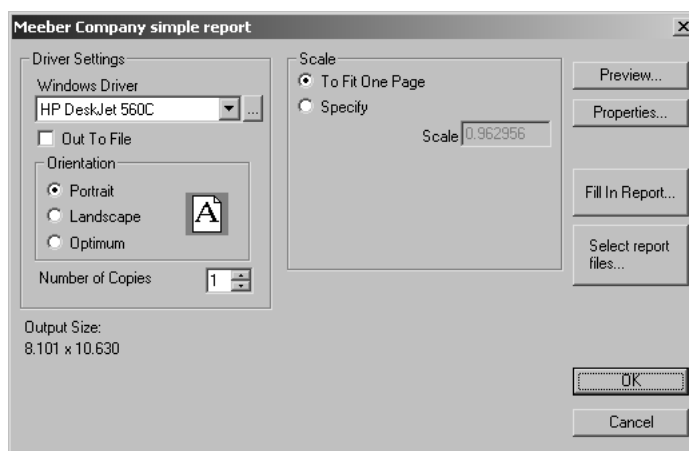 Meeber Company simple report
Driver Settings
Windows Driver
HP DeskJet 560C
...
Out To File
Orientation
Portrait
Landscape
Optimum
A
Number of Copies
1
Output Size:
8.101 x 10.630
Scale
To Fit One Page
Specify
Scale 0.962956
Preview...
Properties...
Fill In Report...
Select report
files...
OK
Cancel